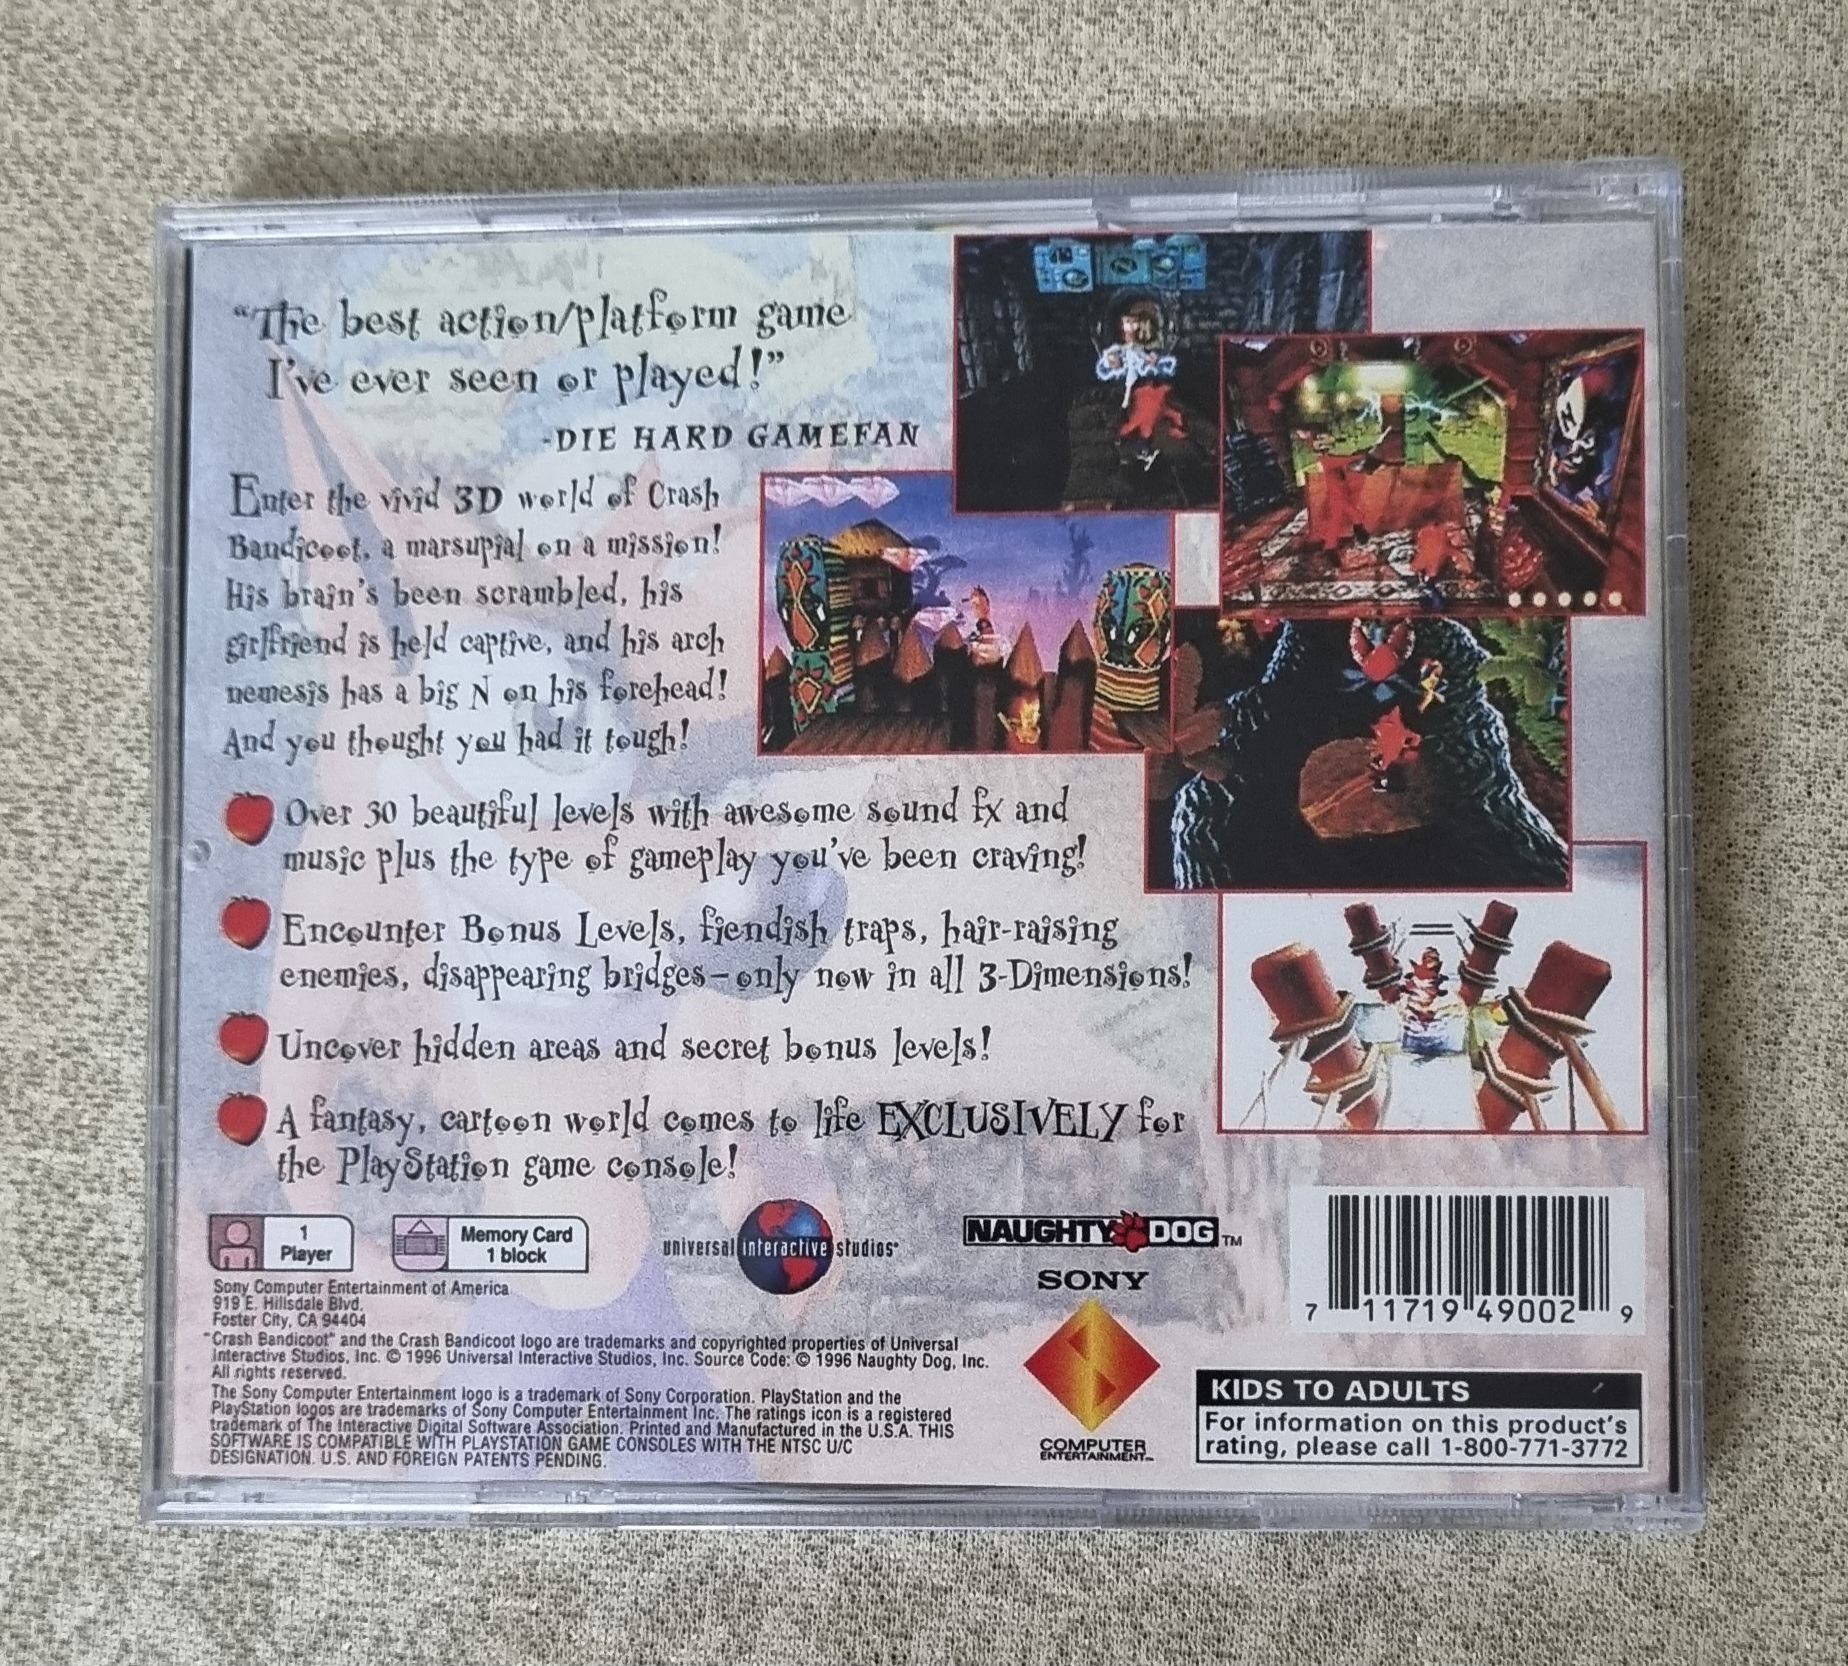 “The best action/platform game
I’ve ever seen or played!”
-DIE HARD GAMEFAN
Enter the vivid 3D world of Crash
Bandicoot, a marsupial on a mission!
His brain’s been scrambled, his
girlfriend is held captive, and his arch
nemesis has a big N on his forehead!
And you thought you had it tough!
Over 30 beautiful levels with awesome sound fx and
music plus the type of gameplay you’ve been craving!
Encounter Bonus Levels, fiendish traps, hair-raising
enemies, disappearing bridges–only now in all 3-Dimensions!
Uncover hidden areas and secret bonus levels!
A fantasy, cartoon world comes to life EXCLUSIVELY for
the PlayStation game console!
1
Player
Memory Card
1 block
universal interactive studios
NAUGHTY DOG TM
SONY
COMPUTER
ENTERTAINMENT
7 11719 49002 9
Sony Computer Entertainment of America
919 E. Hillsdale Blvd.
Foster City, CA 94404
"Crash Bandicoot" and the Crash Bandicoot logo are trademarks and copyrighted properties of Universal
Interactive Studios, Inc. © 1996 Universal Interactive Studios, Inc. Source Code: © 1996 Naughty Dog, Inc.
All rights reserved.
The Sony Computer Entertainment logo is a trademark of Sony Corporation. PlayStation and the
PlayStation logos are trademarks of Sony Computer Entertainment Inc. The ratings icon is a registered
trademark of The Interactive Digital Software Association. Printed and Manufactured in the U.S.A. THIS
SOFTWARE IS COMPATIBLE WITH PLAYSTATION GAME CONSOLES WITH THE NTSC U/C
DESIGNATION. U.S. AND FOREIGN PATENTS PENDING.
KIDS TO ADULTS
For information on this product's
rating, please call 1-800-771-3772